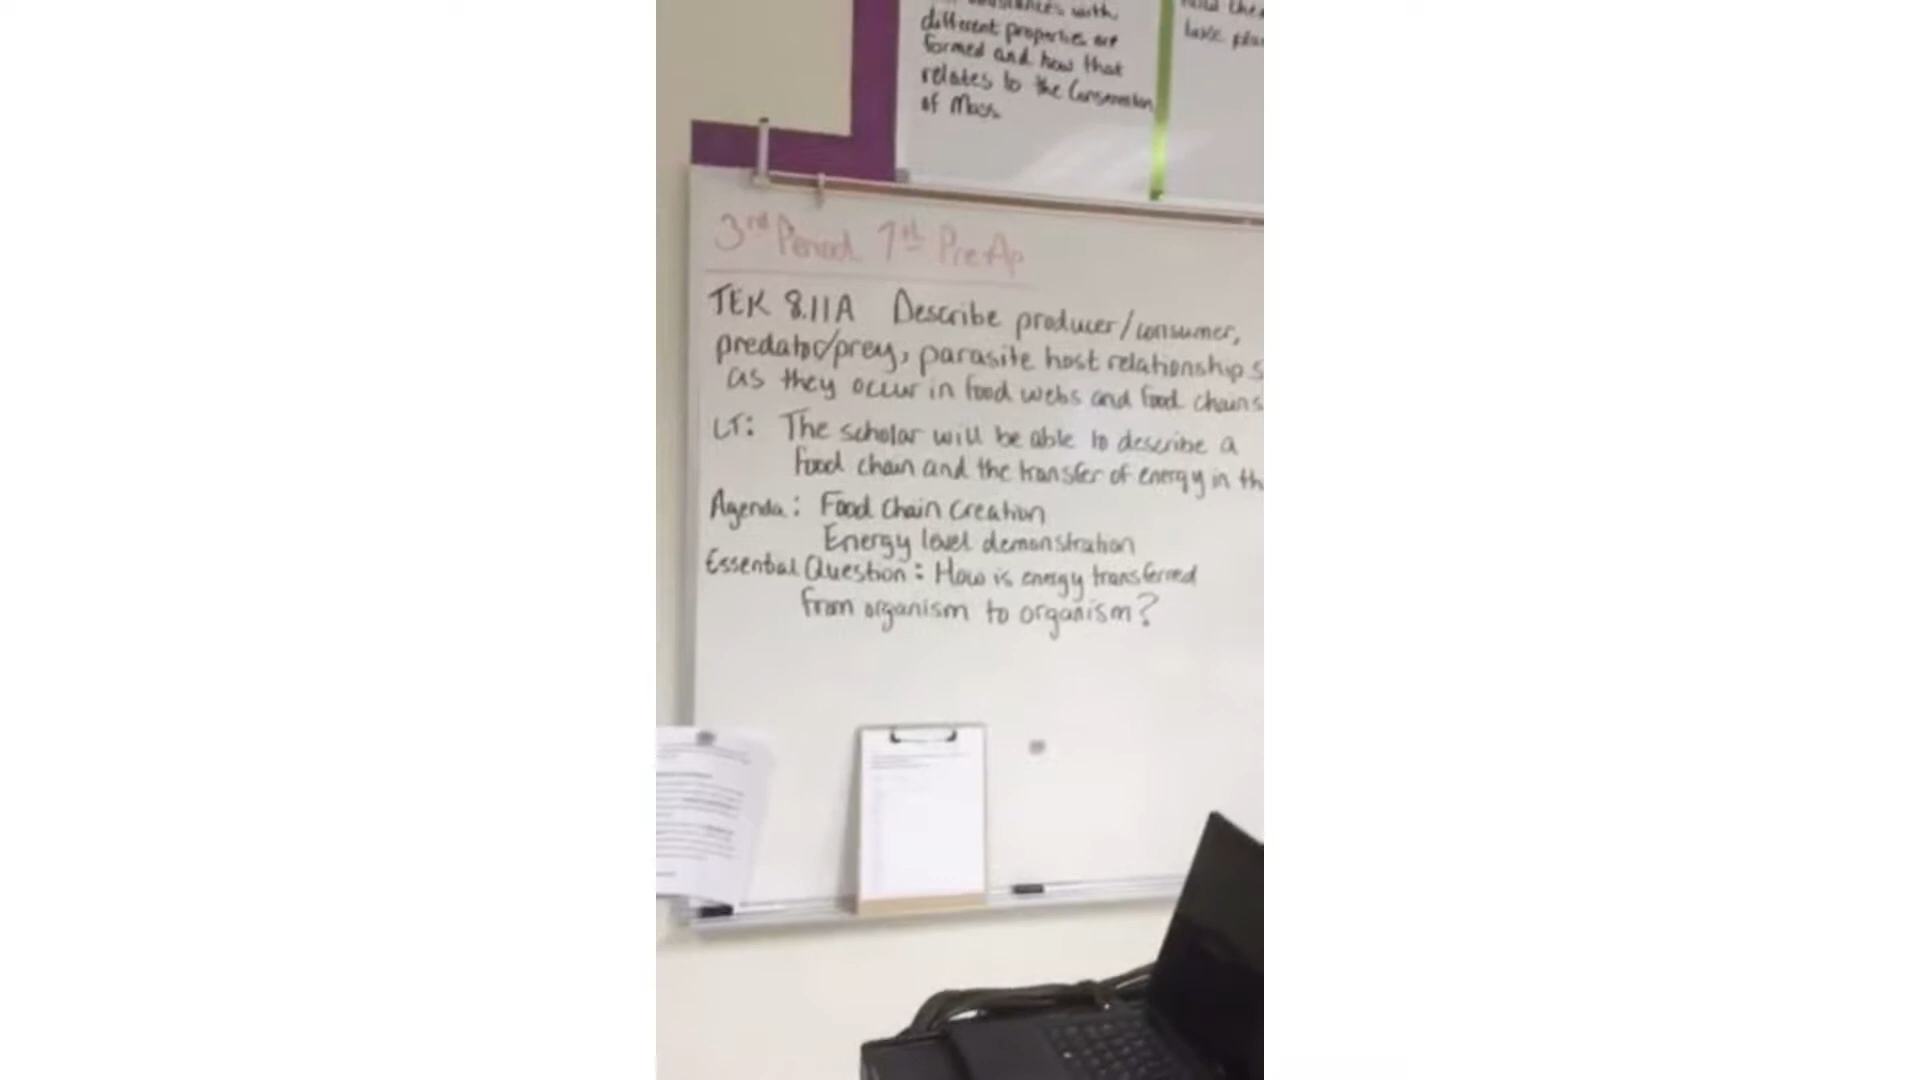 with
different properties are
formed and how that
relates to the Conservation
of Mass
3rd Period 7th Pre-Ap
TEK 8.11A Describe producer/consumer,
predator/prey, parasite host relationships
as they occur in food webs and food chains
LT: The scholar will be able to describe a
food chain and the transfer of energy in th
Agenda: Food Chain Creation
Energy level demonstration
Essential Question: How is energy transferred
from organism to organism?